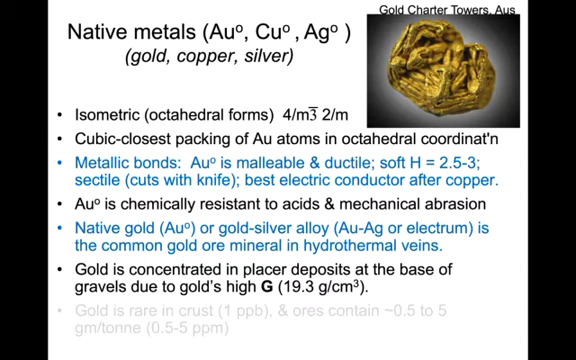 Gold Charter Towers, Aus
Native metals (Auº, Cuº , Agº )
(gold, copper, silver)
• Isometric (octahedral forms) 4/m3̅ 2/m
• Cubic-closest packing of Au atoms in octahedral coordinat'n
• Metallic bonds: Auº is malleable & ductile; soft H = 2.5-3;
sectile (cuts with knife); best electric conductor after copper.
• Auº is chemically resistant to acids & mechanical abrasion
• Native gold (Auº) or gold-silver alloy (Au-Ag or electrum) is
the common gold ore mineral in hydrothermal veins.
• Gold is concentrated in placer deposits at the base of
gravels due to gold's high G (19.3 g/cm³).
• Gold is rare in crust (1 ppb), & ores contain ~0.5 to 5
gm/tonne (0.5-5 ppm)